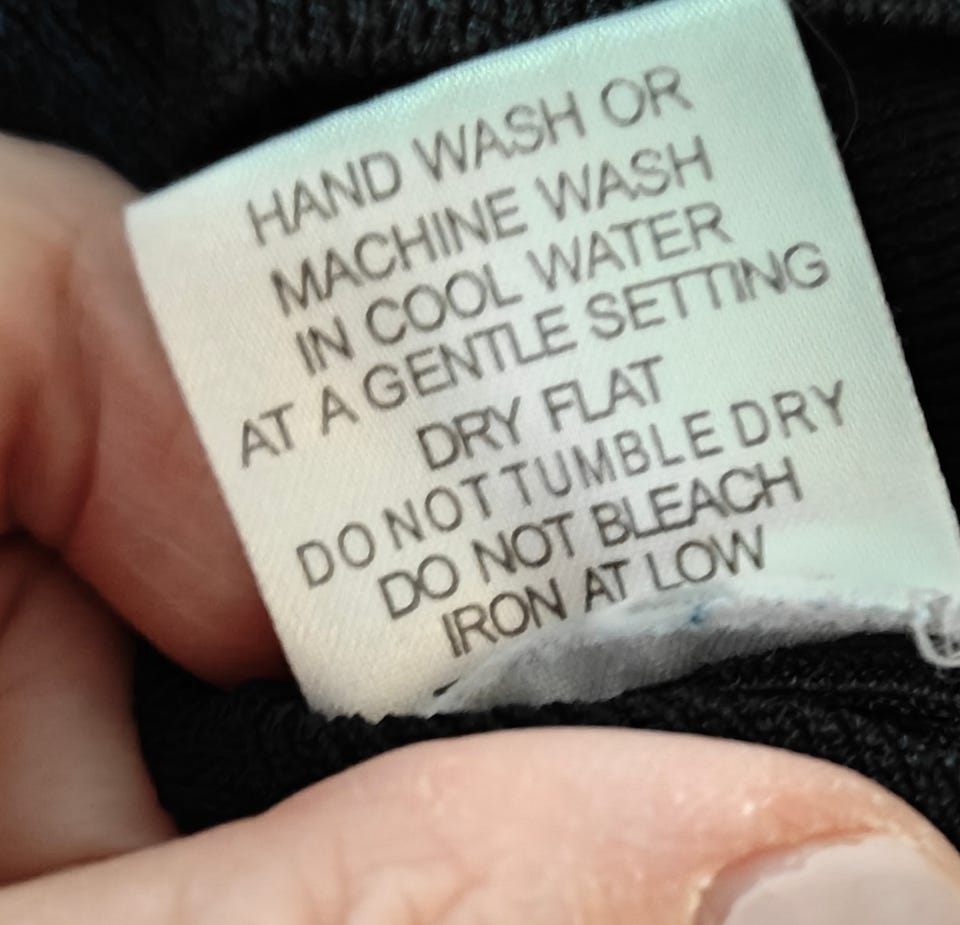 HAND WASH OR
MACHINE WASH
IN COOL WATER
AT A GENTLE SETTING
DRY FLAT
DO NOT TUMBLE DRY
DO NOT BLEACH
IRON AT LOW